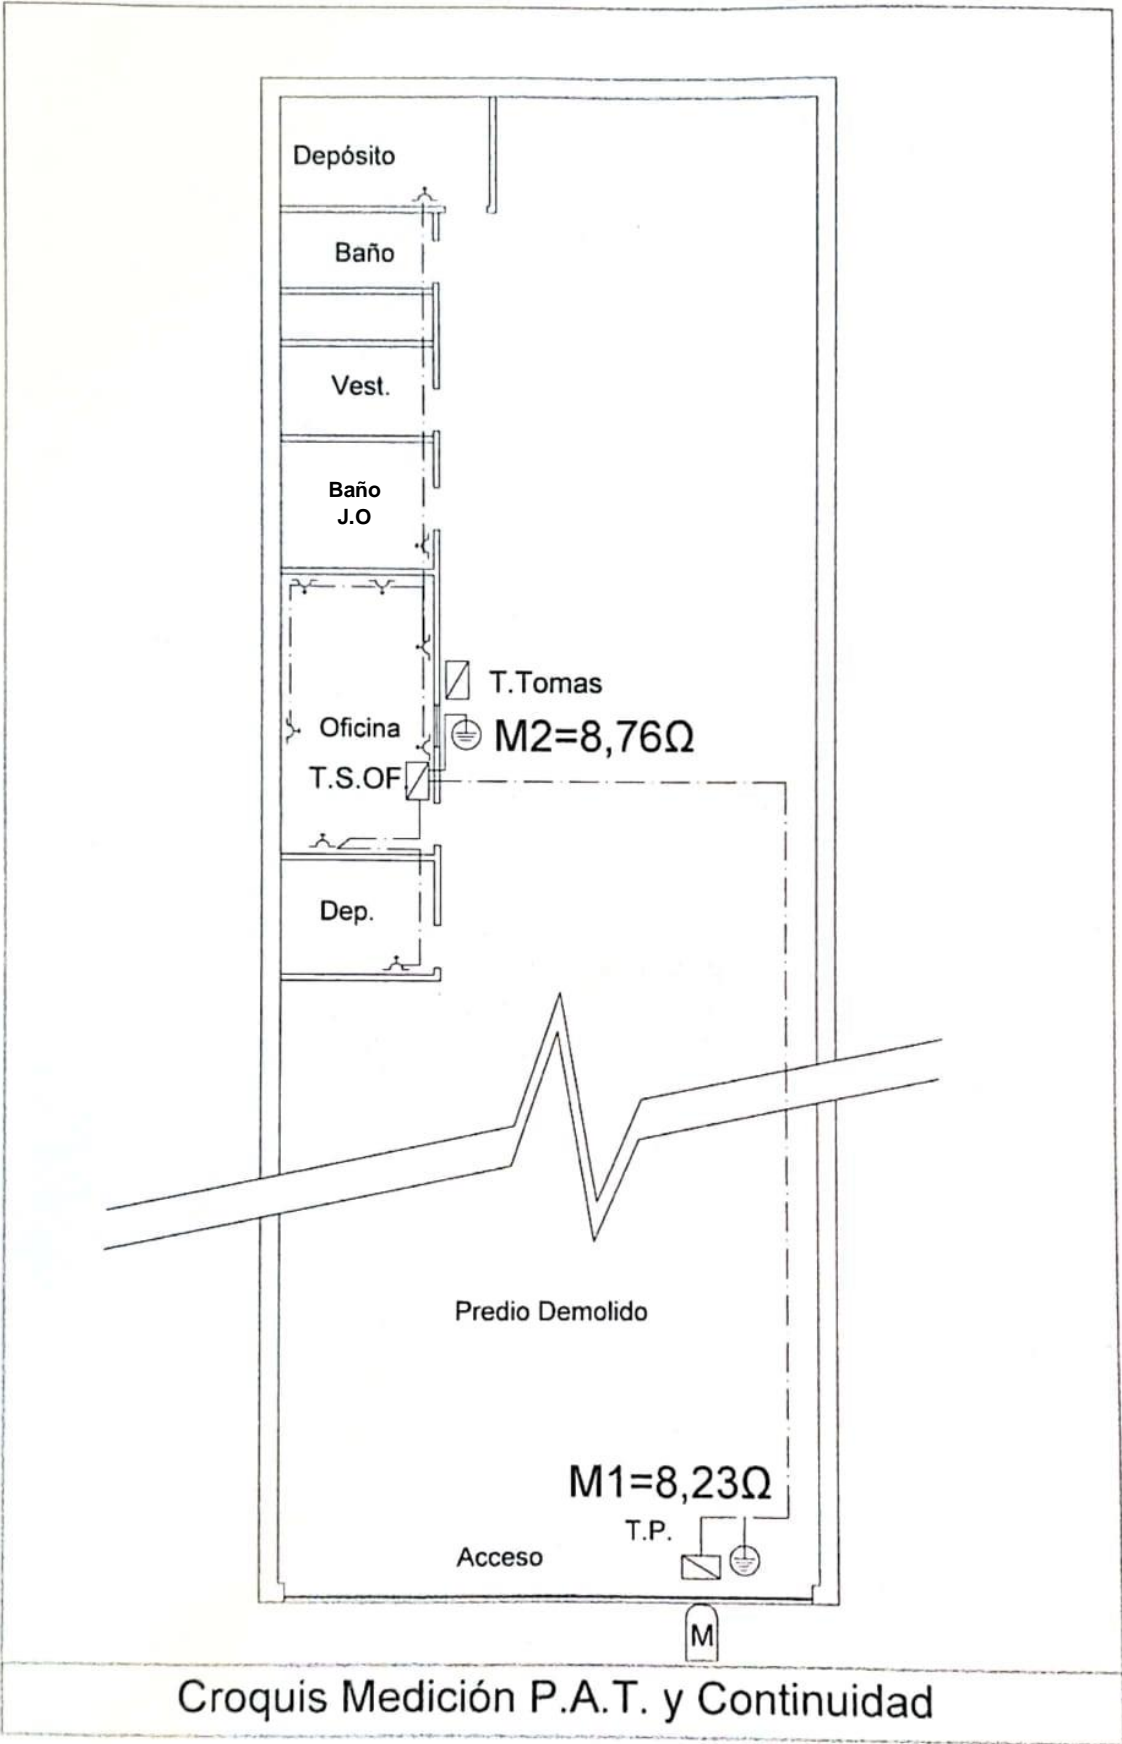 Depósito
Baño
Vest.
Baño
J.O
T.Tomas
Oficina
M2=8,76Ω
T.S.OF
Dep.
Predio Demolido
M1=8,23Ω
T.P.
Acceso
M
Croquis Medición P.A.T. y Continuidad